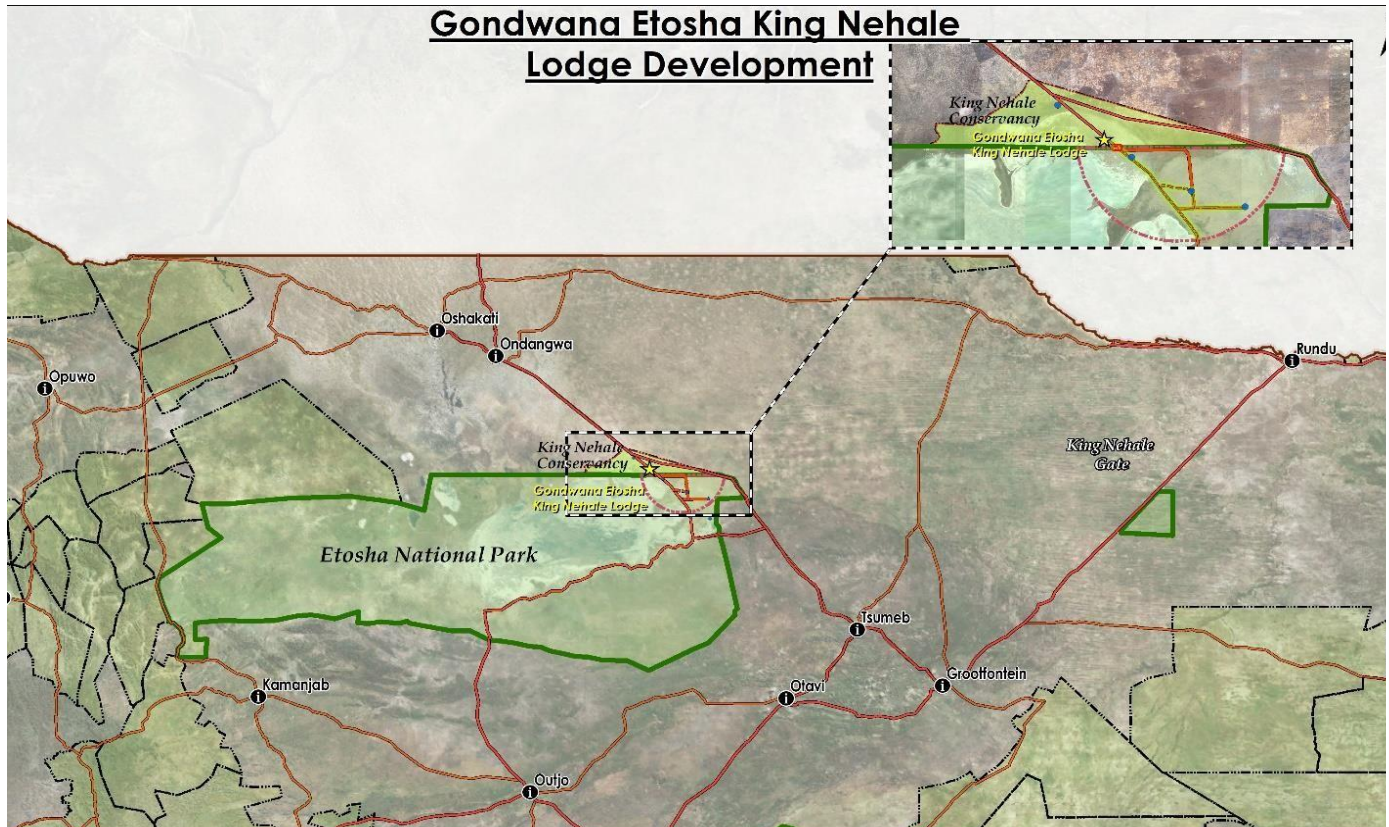 Gondwana Etosha King Nehale
Lodge Development
King Nehale
Conservancy
Gondwana Etosha
King Nehale Lodge
Oshakati
Ondangwa
Rundu
Opuwo
King Nehale
Conservancy
Gondwana Etosha
King Nehale Lodge
King Nehale
Gate
Etosha National Park
Tsumeb
Grootfontein
Kamanjab
Otavi
Outjo